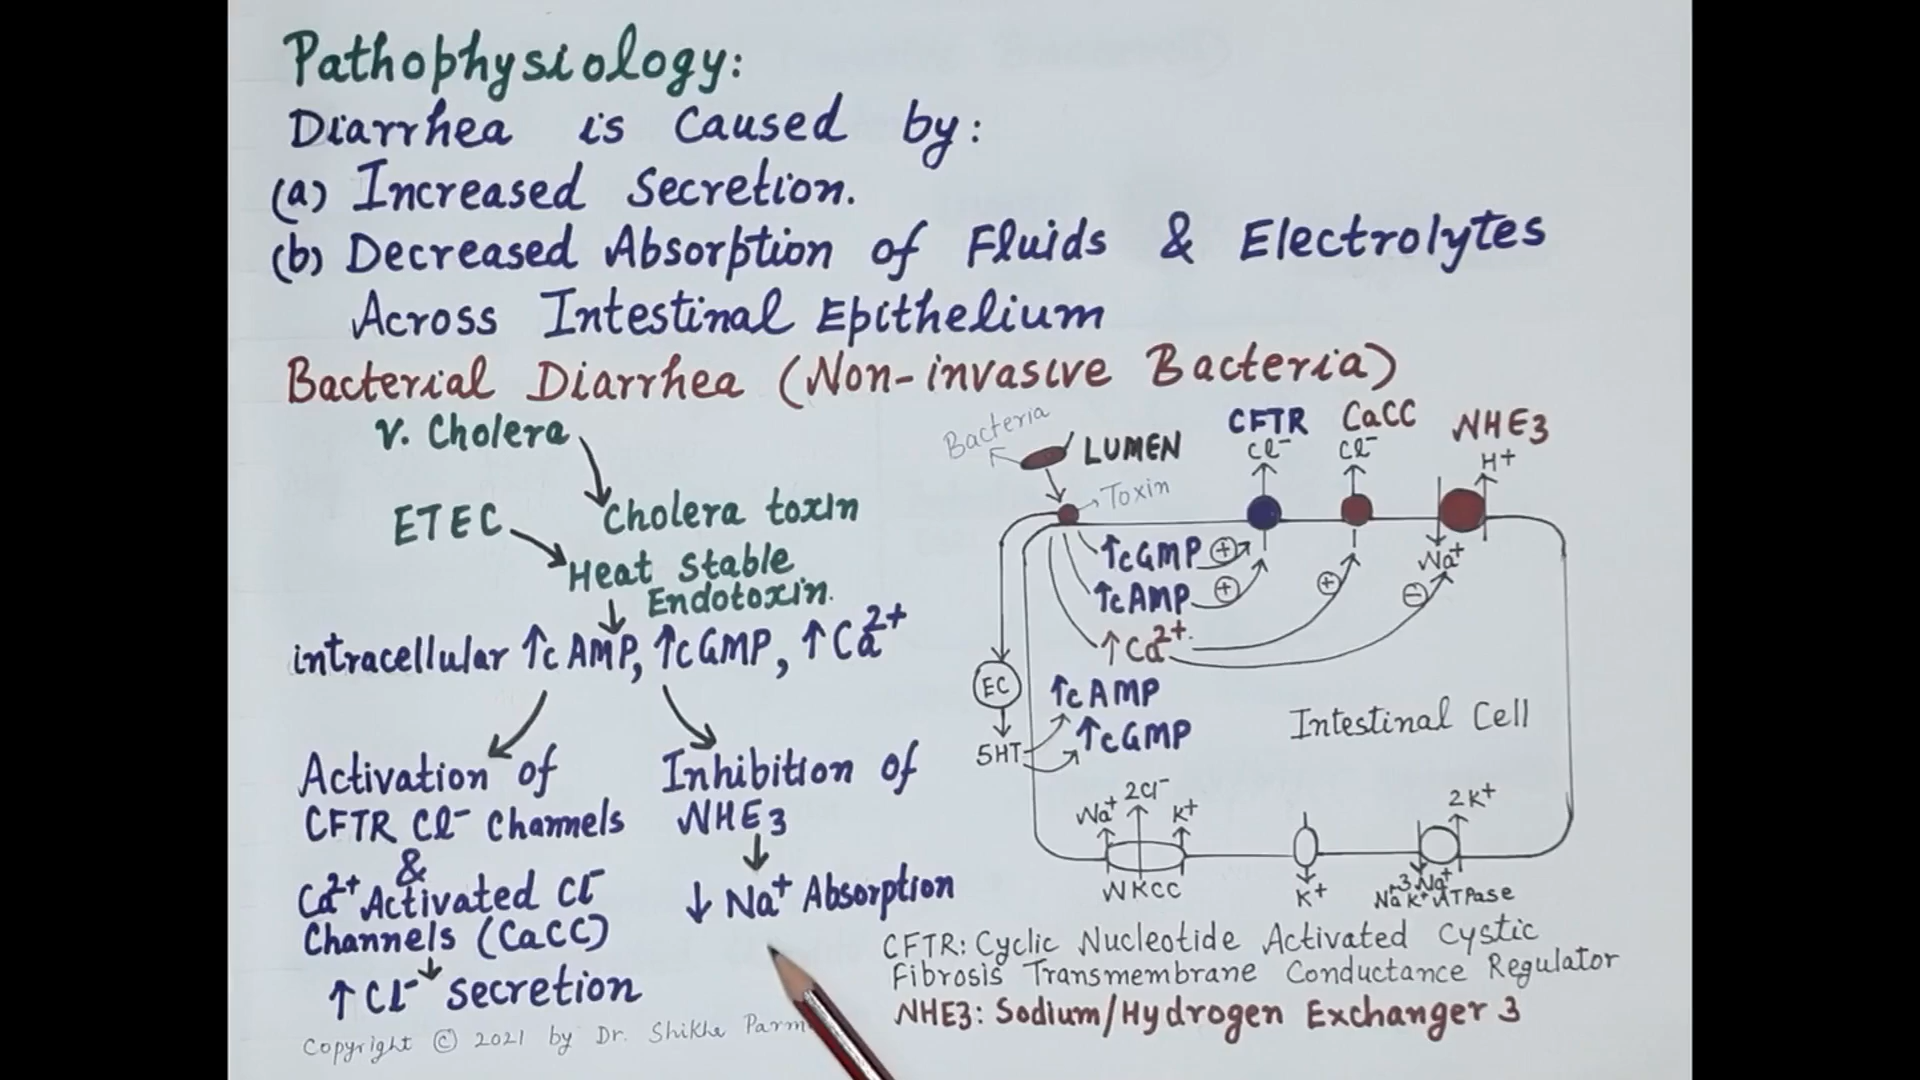 Pathophysiology:
Diarrhea is Caused by:
(a) Increased Secretion.
(b) Decreased Absorption of Fluids & Electrolytes
Across Intestinal Epithelium
Bacterial Diarrhea (Non-invasive Bacteria)
V. Cholera
ETEC
Cholera toxin
Heat Stable
Endotoxin.
intracellular ↑cAMP, ↑cGMP, ↑Ca²⁺
Activation of
CFTR Cl⁻ Channels
&
Ca²⁺ Activated Cl⁻
Channels (CaCC)
↑Cl⁻ secretion
Inhibition of
NHE3
↓ Na⁺ Absorption
Bacteria
LUMEN
Toxin
CFTR
Cl⁻
CaCC
Cl⁻
NHE3
H⁺
Na⁺
↑cGMP ⊕
↑cAMP ⊕
↑Ca²⁺. ⊕ ⊖
EC
5HT
↑cAMP
↑cGMP
Intestinal Cell
Na⁺ 2Cl⁻ K⁺
NKCC
K⁺
2K⁺
3Na⁺
Na⁺K⁺ATPase
CFTR: Cyclic Nucleotide Activated Cystic
Fibrosis Transmembrane Conductance Regulator
NHE3: Sodium/Hydrogen Exchanger 3
Copyright © 2021 by Dr. Shikha Parm